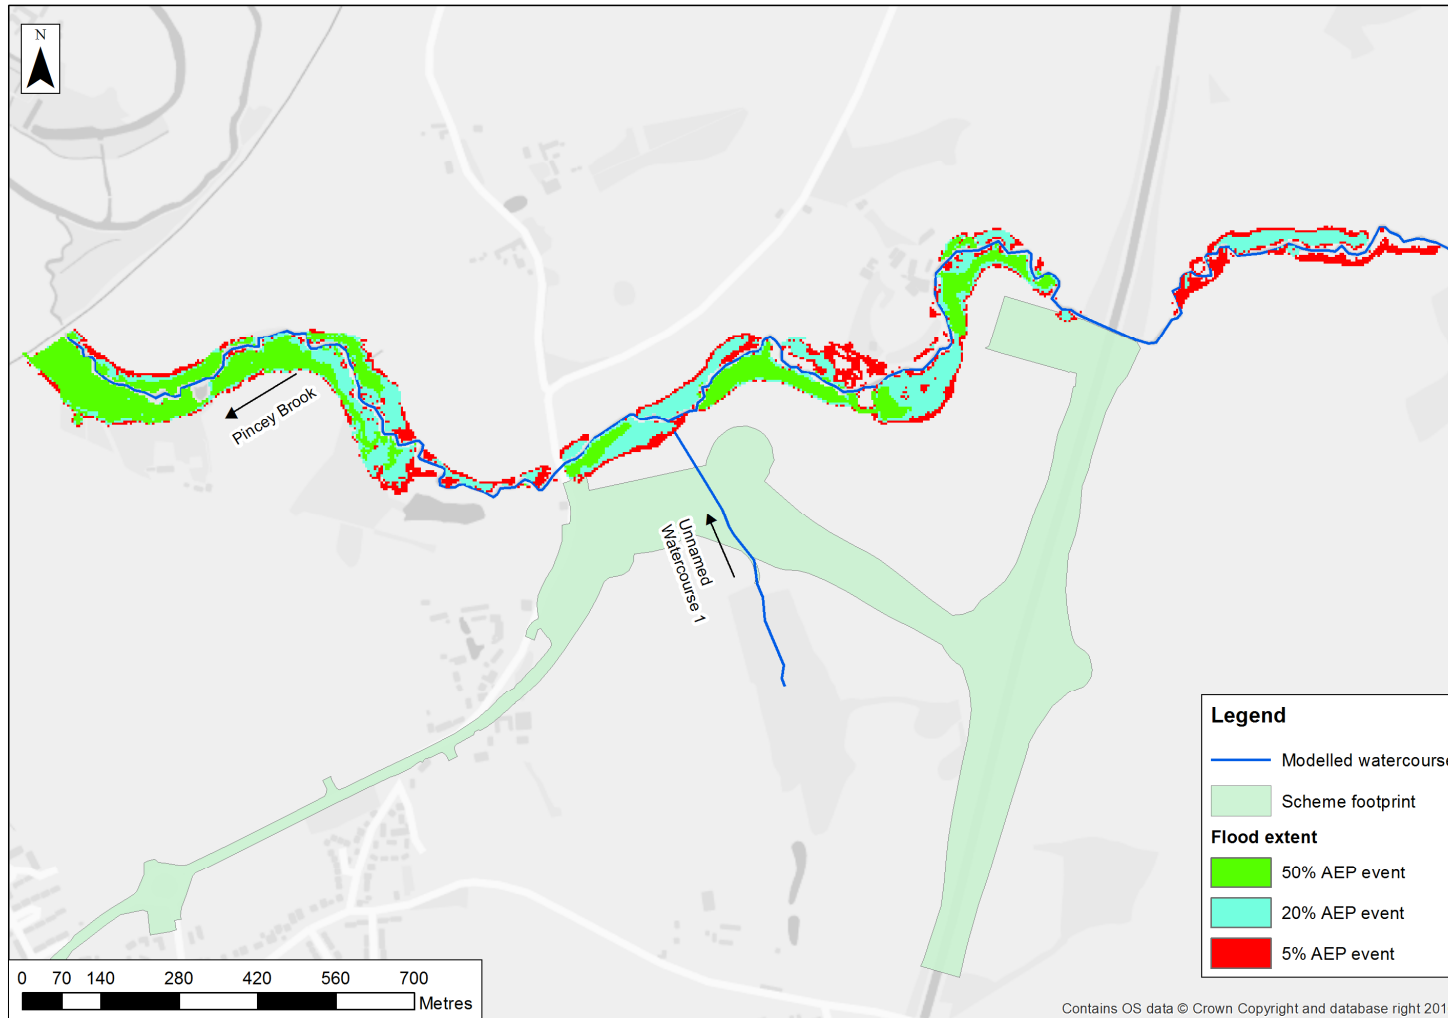 N
Pincey Brook
Unnamed
Watercourse 1
Legend
Modelled watercourse
Scheme footprint
Flood extent
50% AEP event
20% AEP event
5% AEP event
0 70 140 280 420 560 700
Metres
Contains OS data © Crown Copyright and database right 201